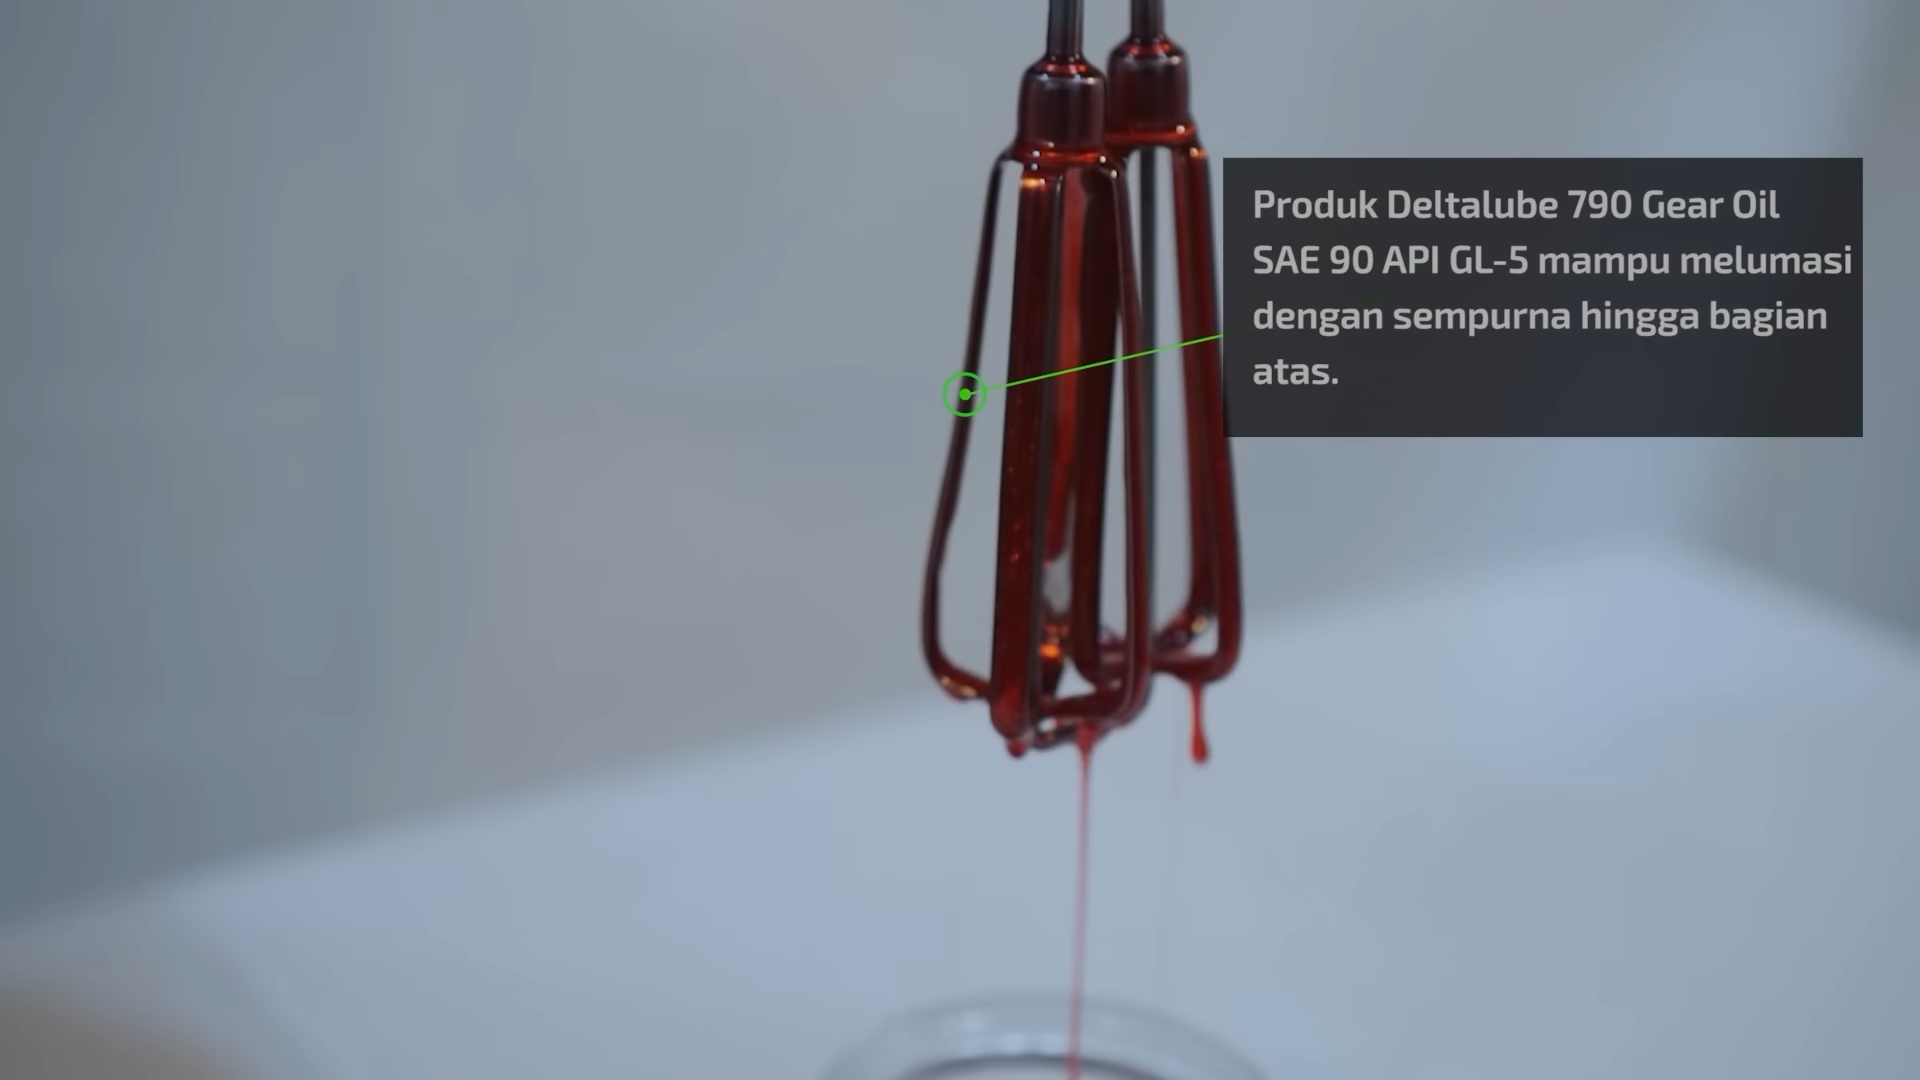 Produk Deltalube 790 Gear Oil
SAE 90 API GL-5 mampu melumasi
dengan sempurna hingga bagian
atas.